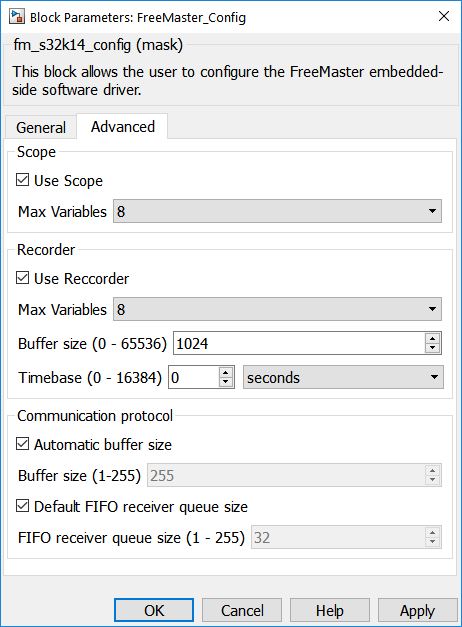 Block Parameters: FreeMaster_Config
fm_s32k14_config (mask)
This block allows the user to configure the FreeMaster embedded-
side software driver.
General Advanced
Scope
Use Scope
Max Variables 8
Recorder
Use Reccorder
Max Variables 8
Buffer size (0 - 65536) 1024
Timebase (0 - 16384) 0 seconds
Communication protocol
Automatic buffer size
Buffer size (1-255) 255
Default FIFO receiver queue size
FIFO receiver queue size (1 - 255) 32
OK Cancel Help Apply